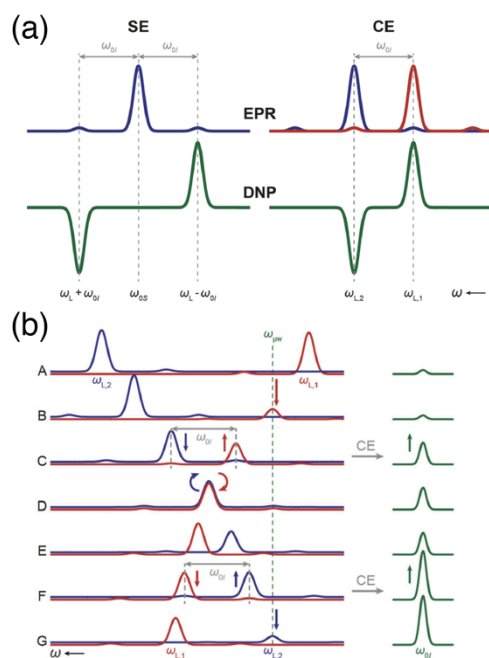 (a)
SE CE
ω0I ω0I ω0I
EPR
DNP
ωL + ω0I ω0S ωL - ω0I ωL,2 ωL,1 ω ←
(b)
ωμw
A
ωL,2 ωL,1
B
C ω0I CE
D
E
F ω0I CE
G
ω ← ωL,1 ωL,2 ω0I